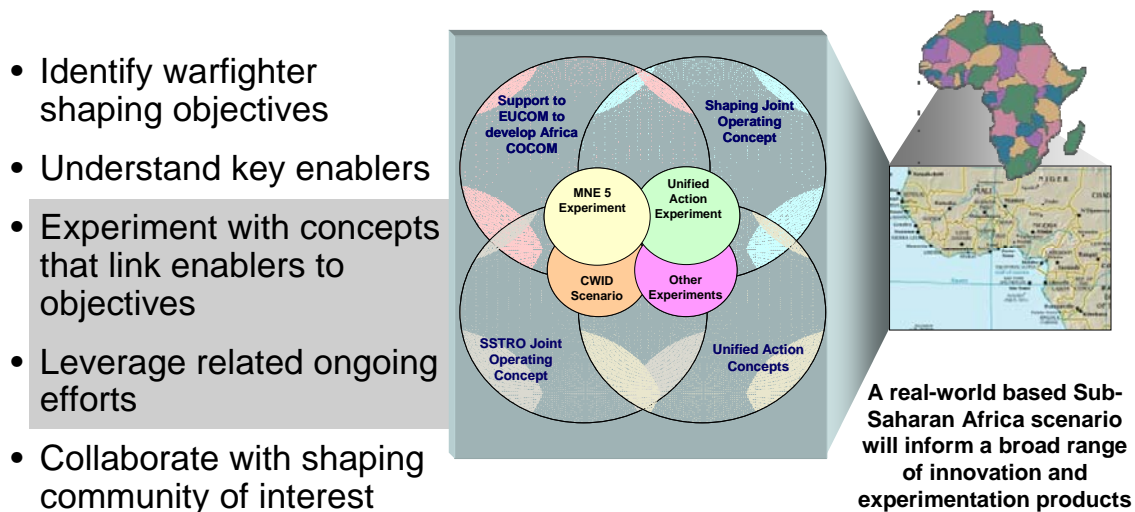 • Identify warfighter
shaping objectives
• Understand key enablers
• Experiment with concepts
that link enablers to
objectives
• Leverage related ongoing
efforts
• Collaborate with shaping
community of interest
Support to
EUCOM to
develop Africa
COCOM
Shaping Joint
Operating
Concept
MNE 5
Experiment
Unified
Action
Experiment
CWID
Scenario
Other
Experiments
SSTRO Joint
Operating
Concept
Unified Action
Concepts
MALI
NIGER
A real-world based Sub-
Saharan Africa scenario
will inform a broad range
of innovation and
experimentation products